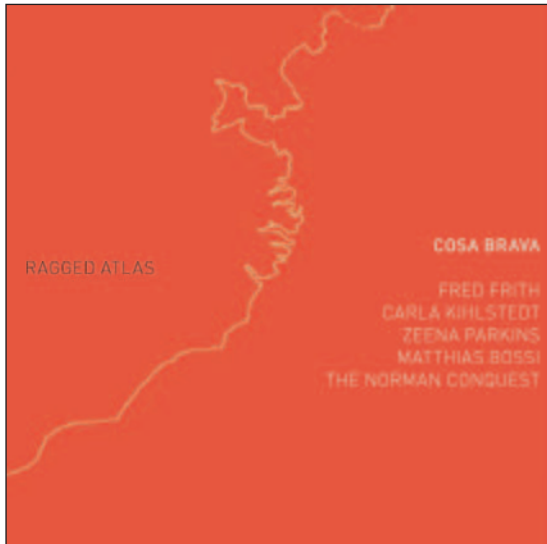 RAGGED ATLAS
COSA BRAVA
FRED FRITH
CARLA KIHLSTEDT
ZEENA PARKINS
MATTHIAS BOSSI
THE NORMAN CONQUEST